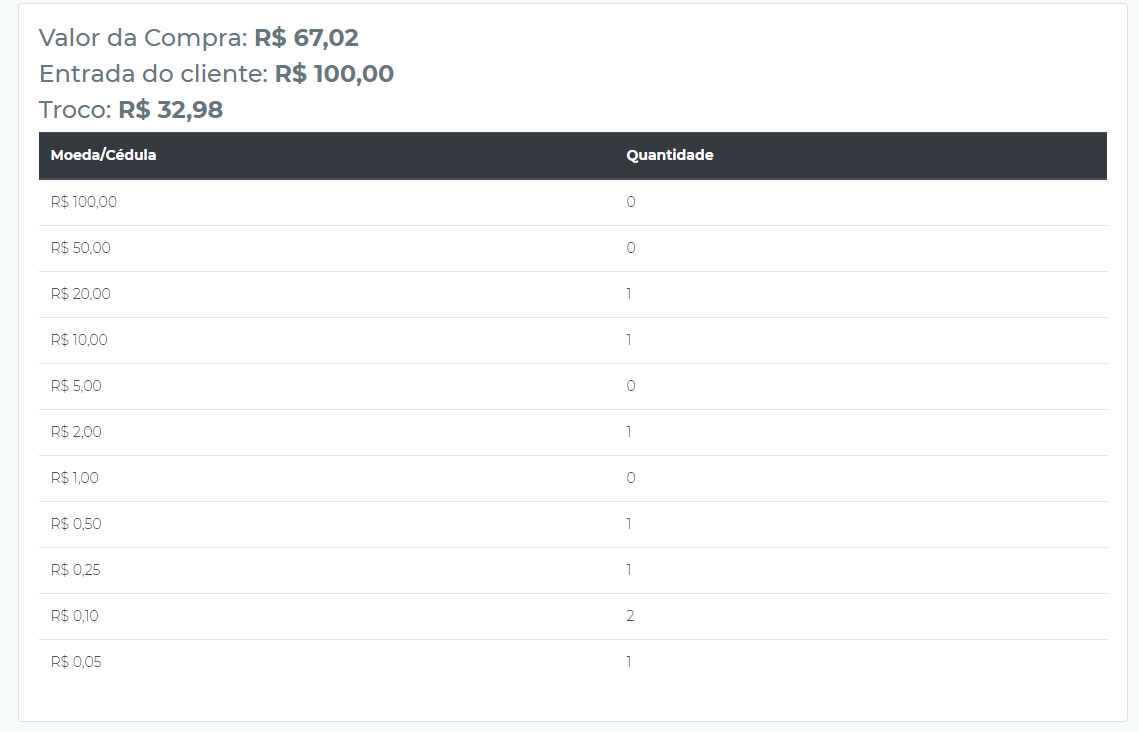 Valor da Compra: R$ 67,02
Entrada do cliente: R$ 100,00
Troco: R$ 32,98
Moeda/Cédula Quantidade
R$ 100,00 0
R$ 50,00 0
R$ 20,00 1
R$ 10,00 1
R$ 5,00 0
R$ 2,00 1
R$ 1,00 0
R$ 0,50 1
R$ 0,25 1
R$ 0,10 2
R$ 0,05 1